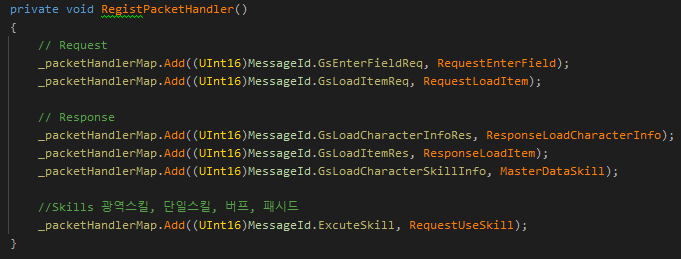 private void RegistPacketHandler()
{
// Request
_packetHandlerMap.Add((UInt16)MessageId.GsEnterFieldReq, RequestEnterField);
_packetHandlerMap.Add((UInt16)MessageId.GsLoadItemReq, RequestLoadItem);
// Response
_packetHandlerMap.Add((UInt16)MessageId.GsLoadCharacterInfoRes, ResponseLoadCharacterInfo);
_packetHandlerMap.Add((UInt16)MessageId.GsLoadItemRes, ResponseLoadItem);
_packetHandlerMap.Add((UInt16)MessageId.GsLoadCharacterSkillInfo, MasterDataSkill);
//Skills 광역스킬, 단일스킬, 버프, 패시드
_packetHandlerMap.Add((UInt16)MessageId.ExcuteSkill, RequestUseSkill);
}